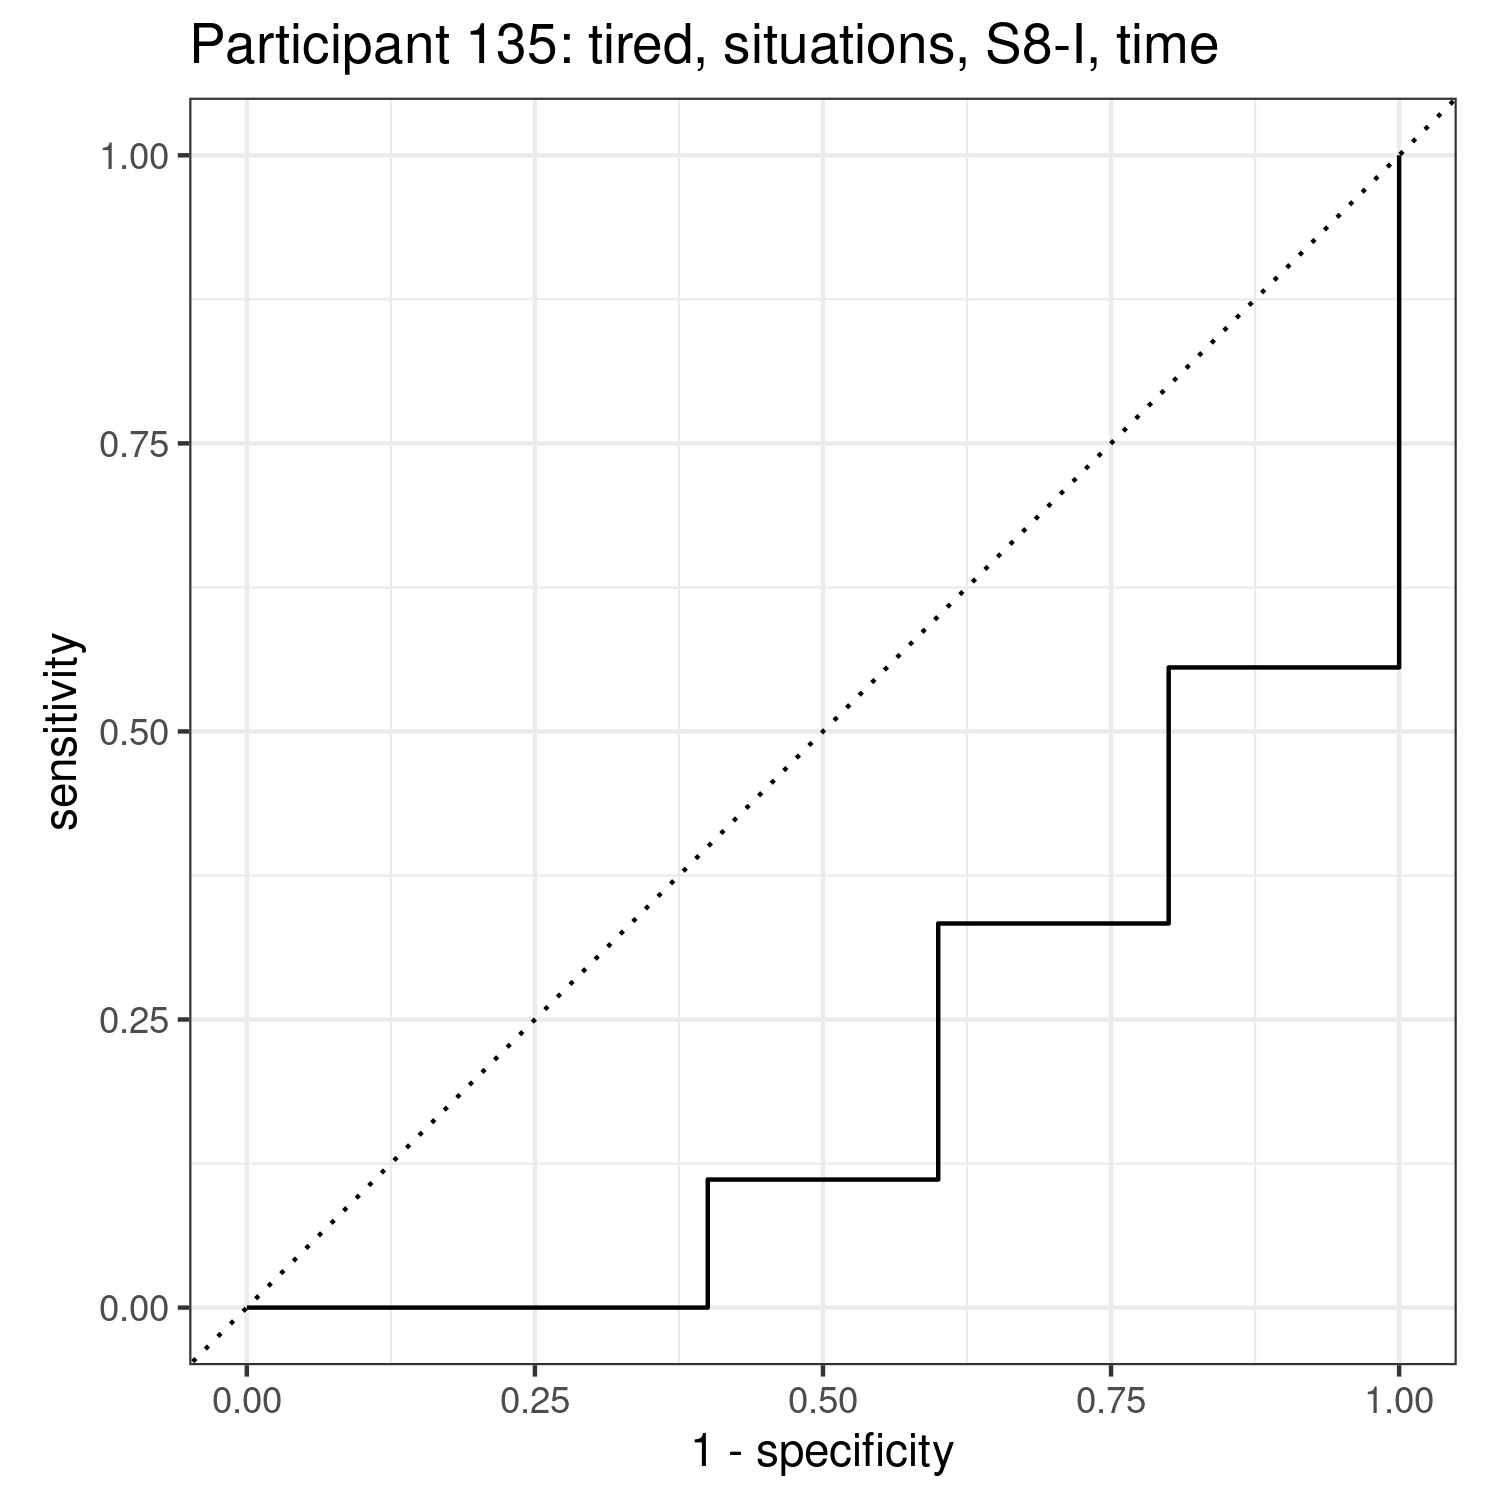 Participant 135: tired, situations, S8-I, time
1.00
0.75
0.50
0.25
0.00
sensitivity
0.00 0.25 0.50 0.75 1.00
1 - specificity